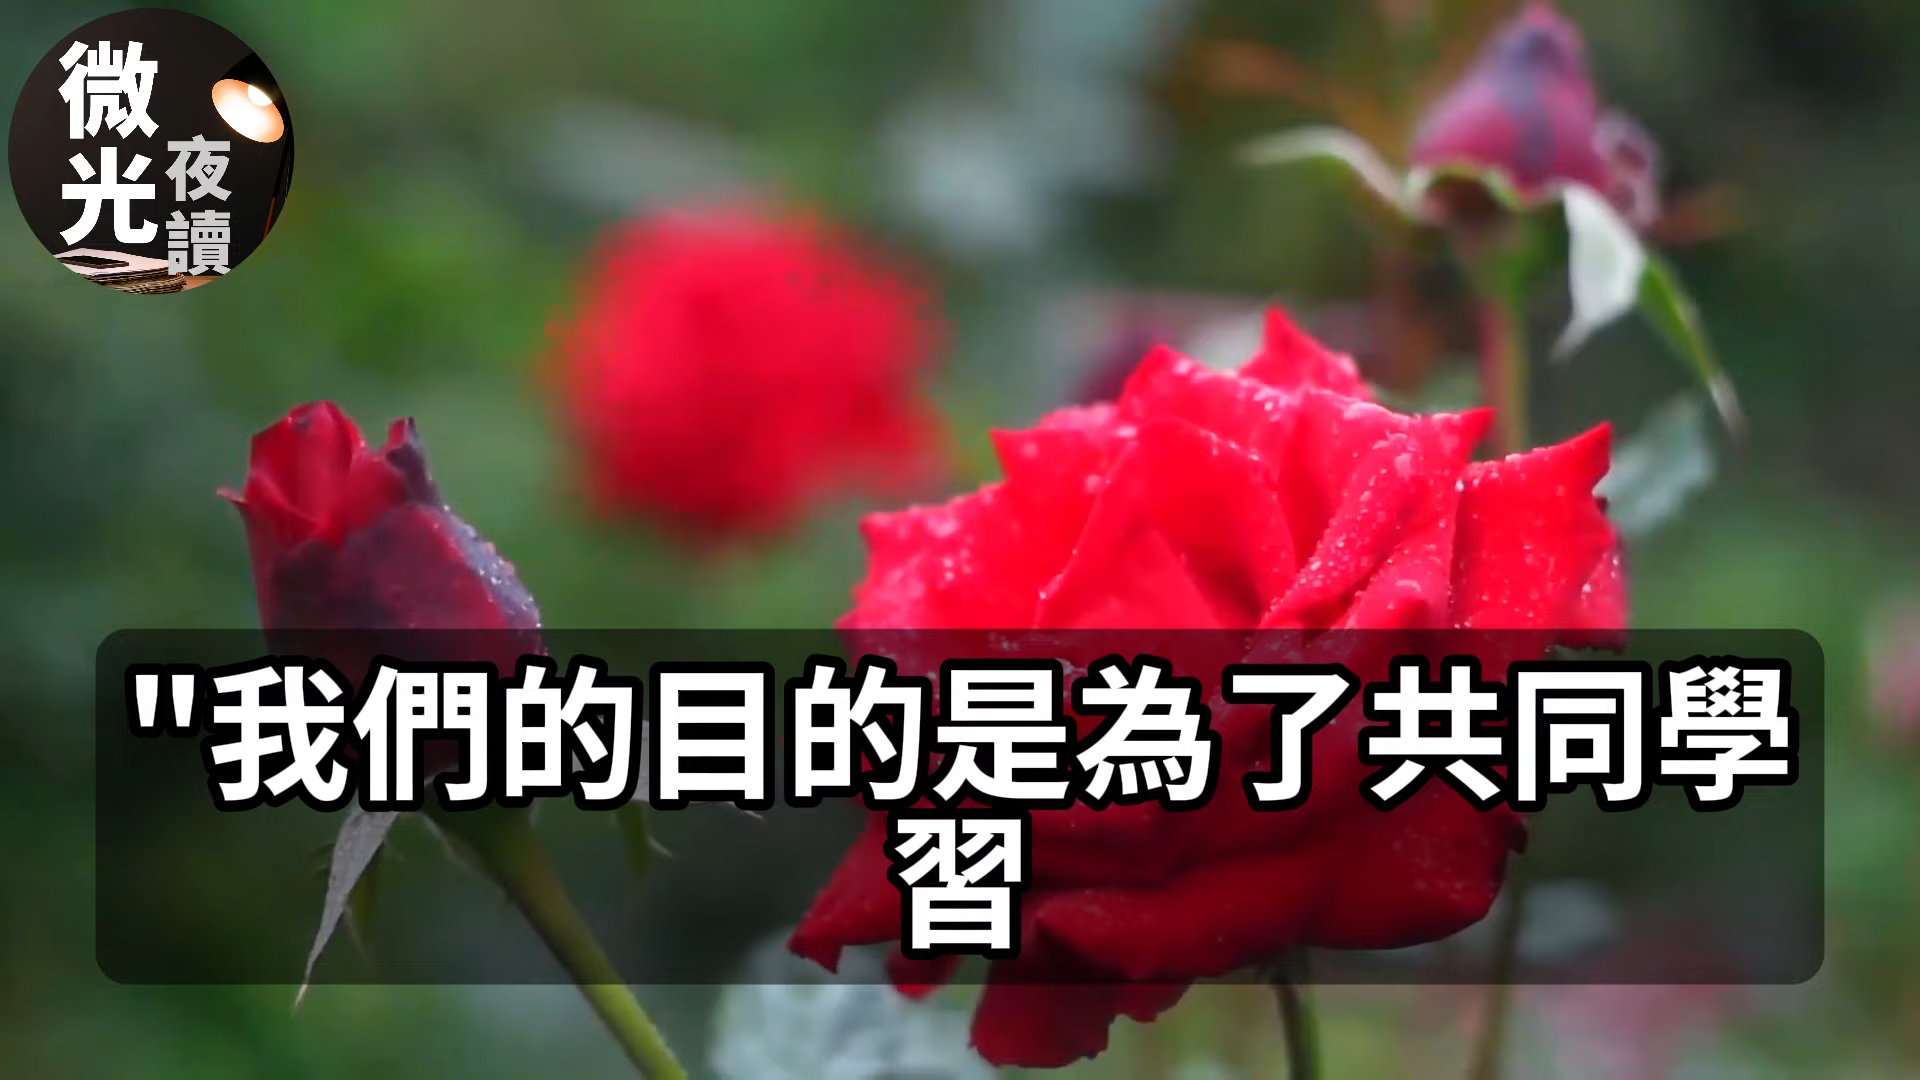 微光
夜讀
"我們的目的是為了共同學
習